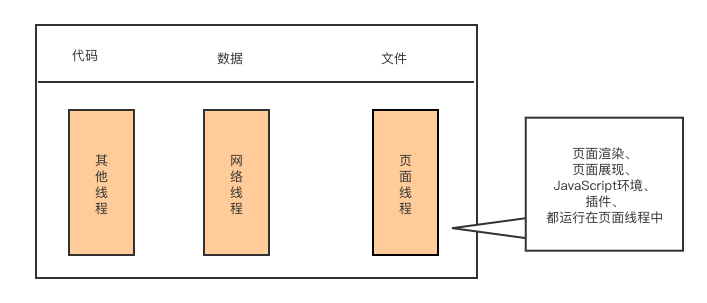 代码
数据
文件
其他线程
网络线程
页面线程
页面渲染、
页面展现、
JavaScript环境、
插件、
都运行在页面线程中